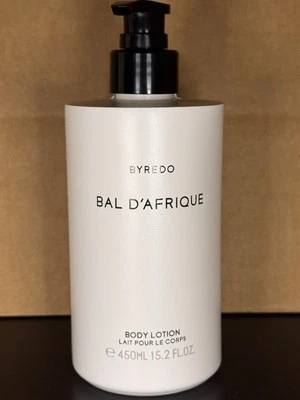 BYREDO
BAL D'AFRIQUE
BODY LOTION
LAIT POUR LE CORPS
℮ 450ML 15.2 FL.OZ.